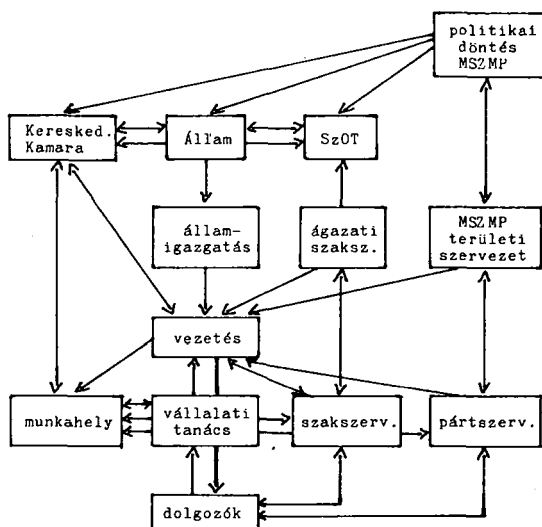 politikai
döntés
MSZMP
Keresked.
Kamara
Állam
SzOT
állam-
igazgatás
ágazati
szaksz.
MSZMP
területi
szervezet
vezetés
munkahely
vállalati
tanács
szakszerv.
pártszerv.
dolgozók